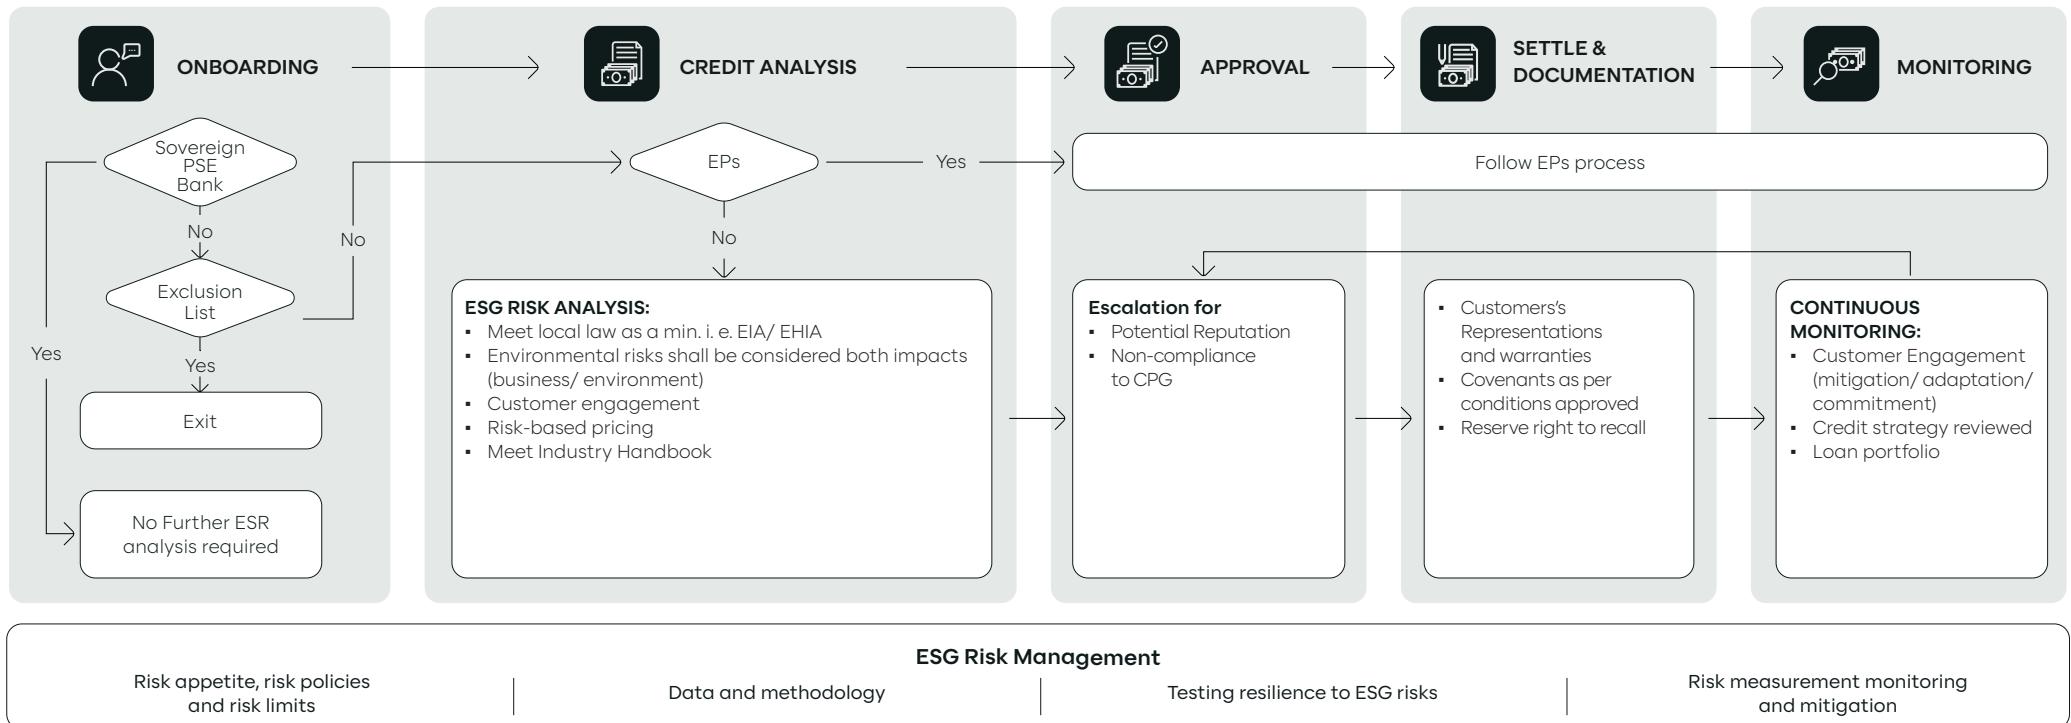 ONBOARDING
CREDIT ANALYSIS
APPROVAL
SETTLE &
DOCUMENTATION
MONITORING
Sovereign
PSE
Bank
No
Exclusion
List
Yes
Exit
Yes
No Further ESR
analysis required
No
EPs
Yes
Follow EPs process
No
ESG RISK ANALYSIS:
▪ Meet local law as a min. i. e. EIA/ EHIA
▪ Environmental risks shall be considered both impacts
(business/ environment)
▪ Customer engagement
▪ Risk-based pricing
▪ Meet Industry Handbook
Escalation for
▪ Potential Reputation
▪ Non-compliance
to CPG
▪ Customers's
Representations
and warranties
▪ Covenants as per
conditions approved
▪ Reserve right to recall
CONTINUOUS
MONITORING:
▪ Customer Engagement
(mitigation/ adaptation/
commitment)
▪ Credit strategy reviewed
▪ Loan portfolio
ESG Risk Management
Risk appetite, risk policies
and risk limits
Data and methodology
Testing resilience to ESG risks
Risk measurement monitoring
and mitigation